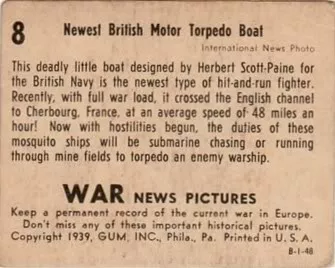 8 Newest British Motor Torpedo Boat
International News Photo
This deadly little boat designed by Herbert Scott-Paine for
the British Navy is the newest type of hit-and-run fighter.
Recently, with full war load, it crossed the English channel
to Cherbourg, France, at an average speed of 48 miles an
hour! Now with hostilities begun, the duties of these
mosquito ships will be submarine chasing or running
through mine fields to torpedo an enemy warship.
WAR NEWS PICTURES
Keep a permanent record of the current war in Europe.
Don't miss any of these important historical pictures.
Copyright 1939, GUM, INC., Phila., Pa. Printed in U. S. A.
B-1-48